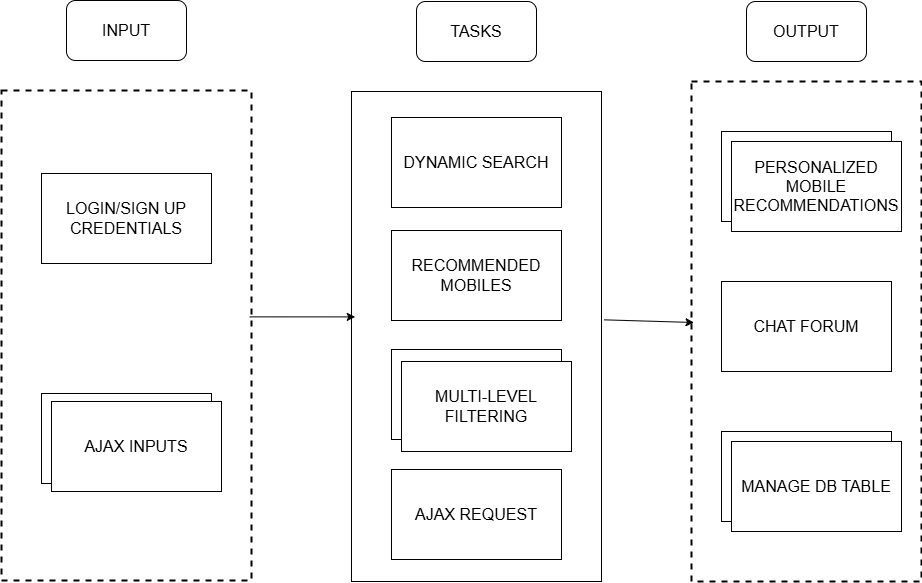 INPUT
TASKS
OUTPUT
LOGIN/SIGN UP
CREDENTIALS
AJAX INPUTS
DYNAMIC SEARCH
RECOMMENDED
MOBILES
MULTI-LEVEL
FILTERING
AJAX REQUEST
PERSONALIZED
MOBILE
RECOMMENDATIONS
CHAT FORUM
MANAGE DB TABLE